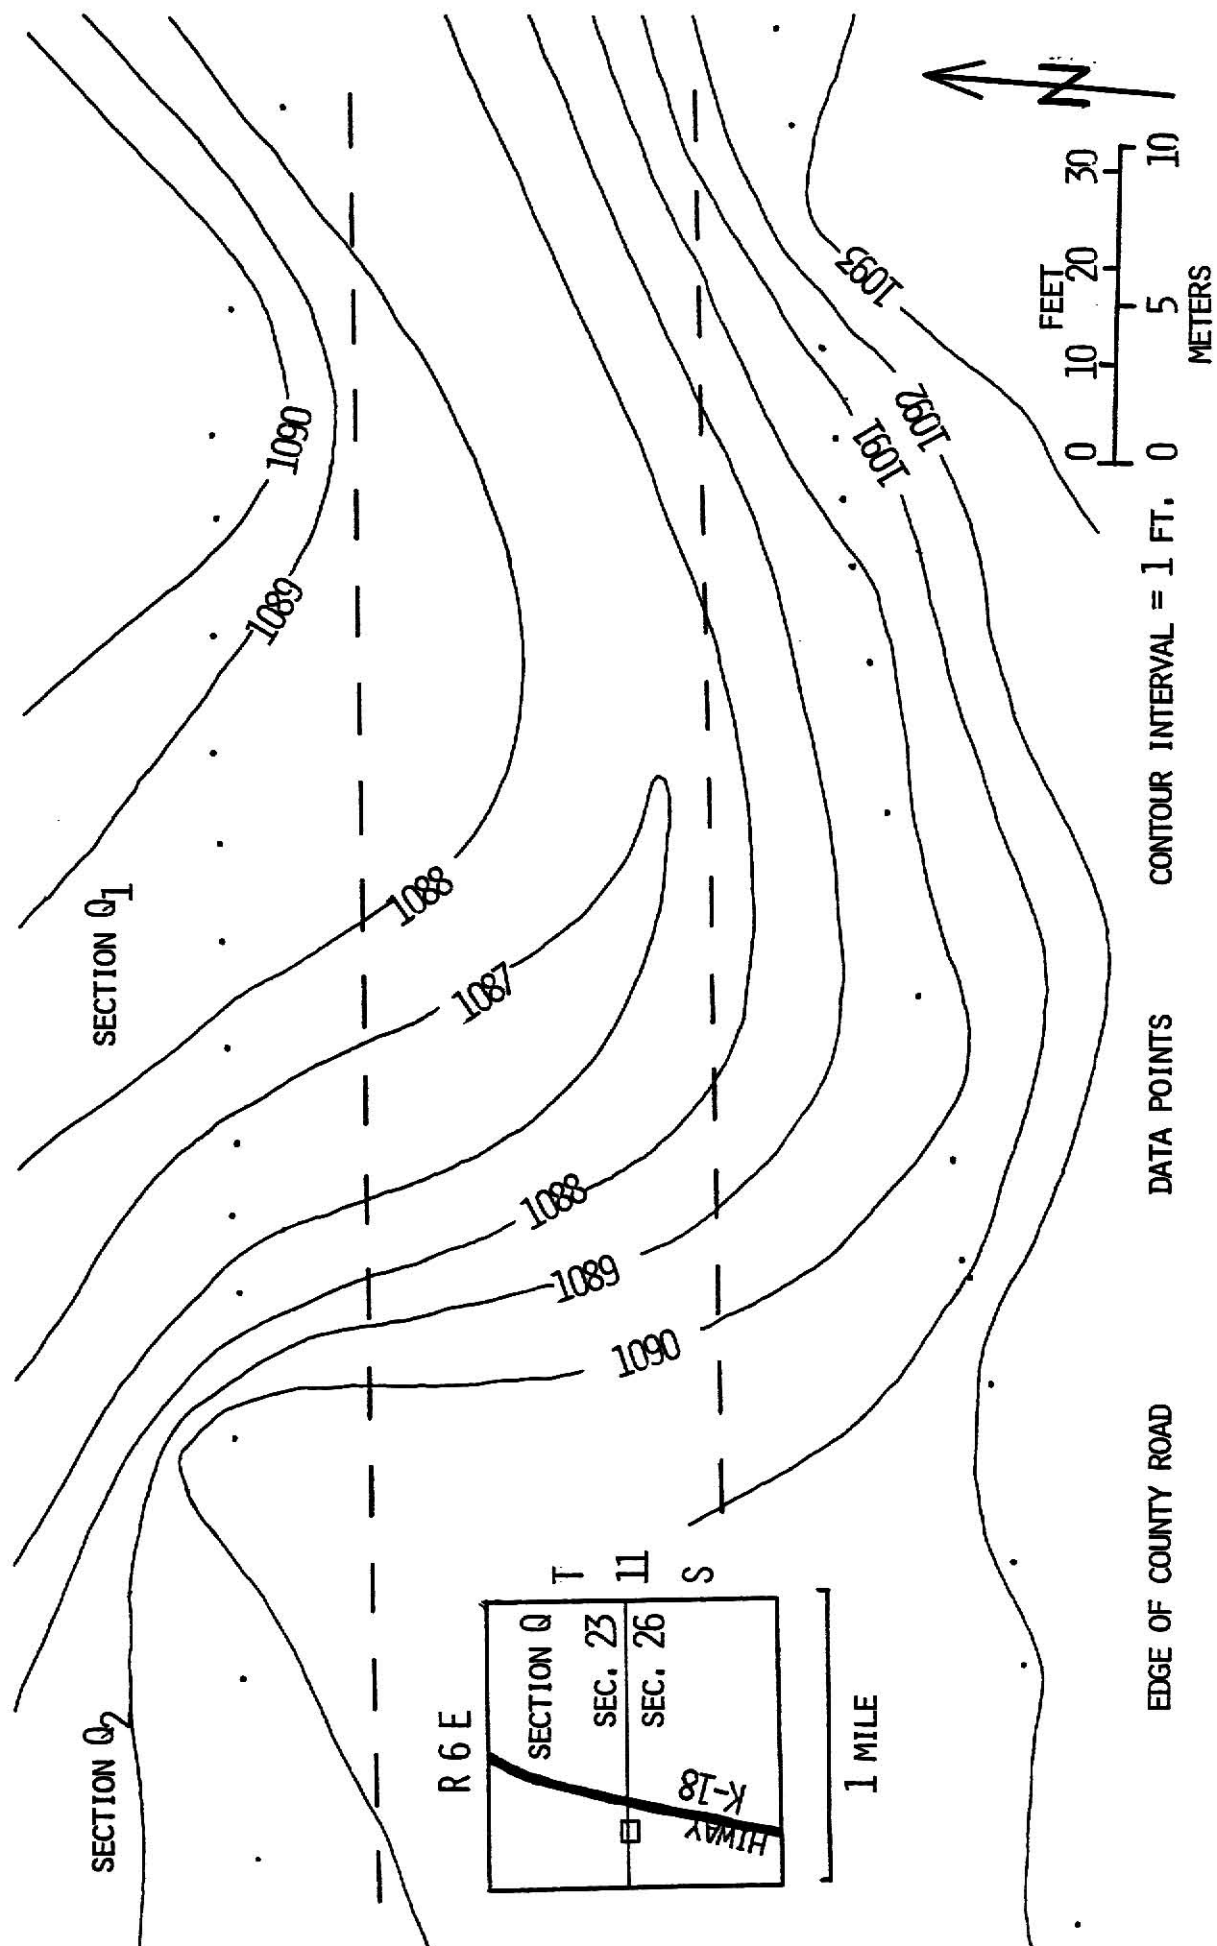 SECTION Q2
SECTION Q1
1090
1089
1088
1087
1088
1089
1090
1091
1092
1093
N
R 6 E
SECTION Q
SEC. 23
SEC. 26
T
11
S
HIWAY
K-18
1 MILE
EDGE OF COUNTY ROAD
DATA POINTS
CONTOUR INTERVAL = 1 FT.
FEET
0 10 20 30
0 5 10
METERS